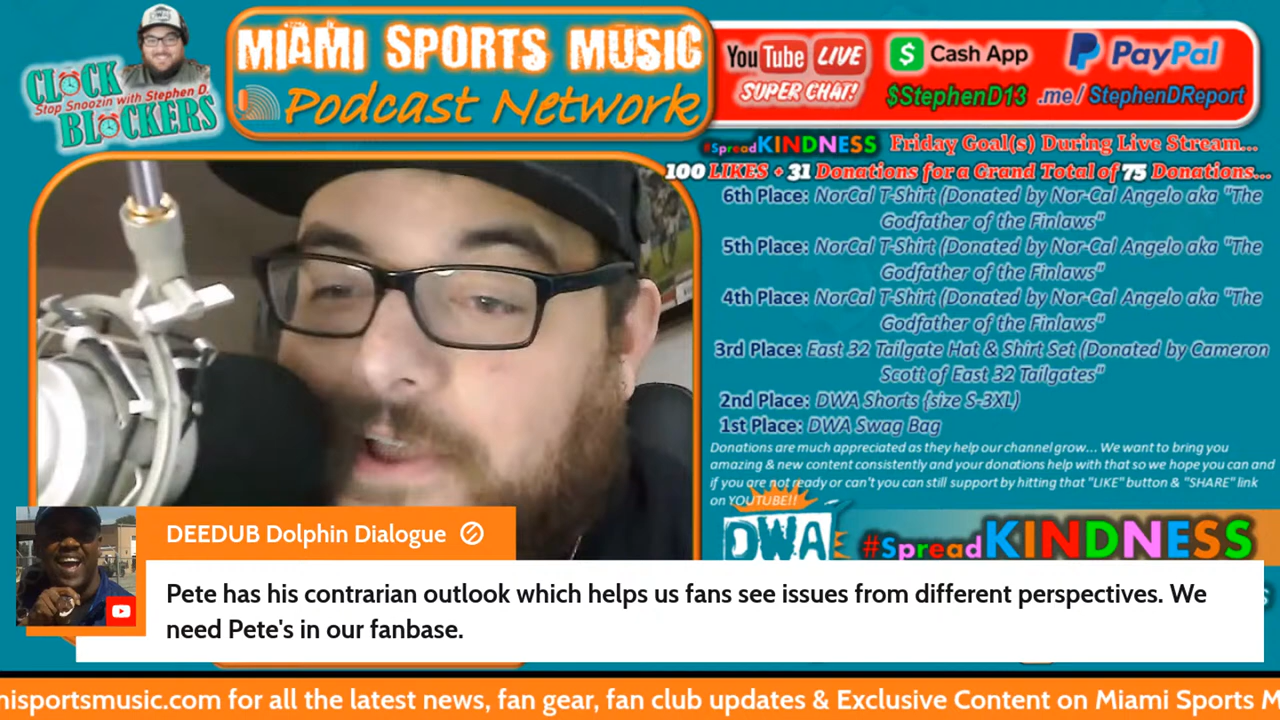 DWA
CLOCK
Stop Snoozin with Stephen D.
BLOCKERS
MIAMI SPORTS MUSIC
Podcast Network
YouTube LIVE
SUPER CHAT!
$ Cash App
$StephenD13
PayPal
.me/StephenDReport
#SpreadKINDNESS Friday Goal(s) During Live Stream...
100 LIKES + 31 Donations for a Grand Total of 75 Donations...
6th Place: NorCal T-Shirt (Donated by Nor-Cal Angelo aka "The
Godfather of the Finlaws"
5th Place: NorCal T-Shirt (Donated by Nor-Cal Angelo aka "The
Godfather of the Finlaws"
4th Place: NorCal T-Shirt (Donated by Nor-Cal Angelo aka "The
Godfather of the Finlaws"
3rd Place: East 32 Tailgate Hat & Shirt Set (Donated by Cameron
Scott of East 32 Tailgates"
2nd Place: DWA Shorts {size S-3XL)
1st Place: DWA Swag Bag
Donations are much appreciated as they help our channel grow... We want to bring you
amazing & new content consistently and your donations help with that so we hope you can and
if you are not ready or can't you can still support by hitting that "LIKE" button & "SHARE" link
on YOUTUBE!!
DWA
#SpreadKINDNESS
DEEDUB Dolphin Dialogue
Pete has his contrarian outlook which helps us fans see issues from different perspectives. We
need Pete's in our fanbase.
misportsmusic.com for all the latest news, fan gear, fan club updates & Exclusive Content on Miami Sports M